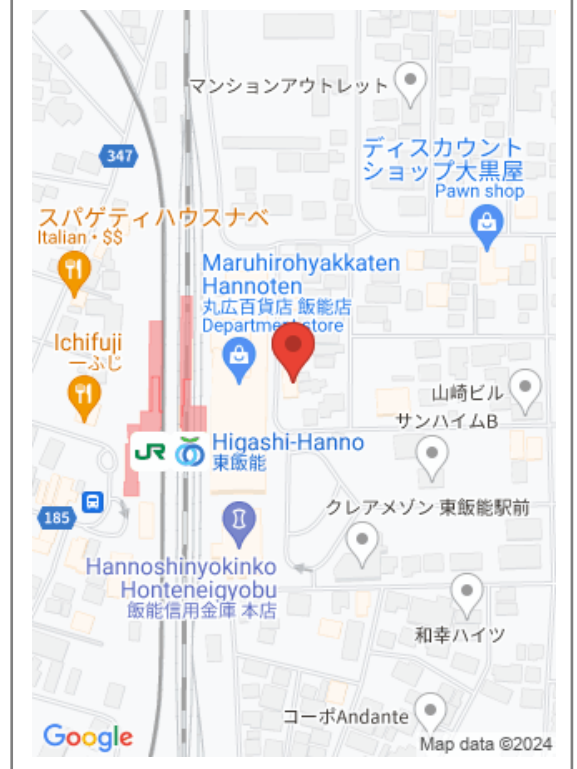 マンションアウトレット
ディスカウント
ショップ大黒屋
Pawn shop
347
スパゲティハウスナベ
Italian • $$
Maruhirohyakkaten
Hannoten
丸広百貨店 飯能店
Department store
Ichifuji
一ふじ
山崎ビル
サンハイムB
JR
Higashi-Hanno
東飯能
185
クレアメゾン 東飯能駅前
Hannoshinyokinko
Honteneigyobu
飯能信用金庫 本店
和幸ハイツ
コーポAndante
Google
Map data ©2024